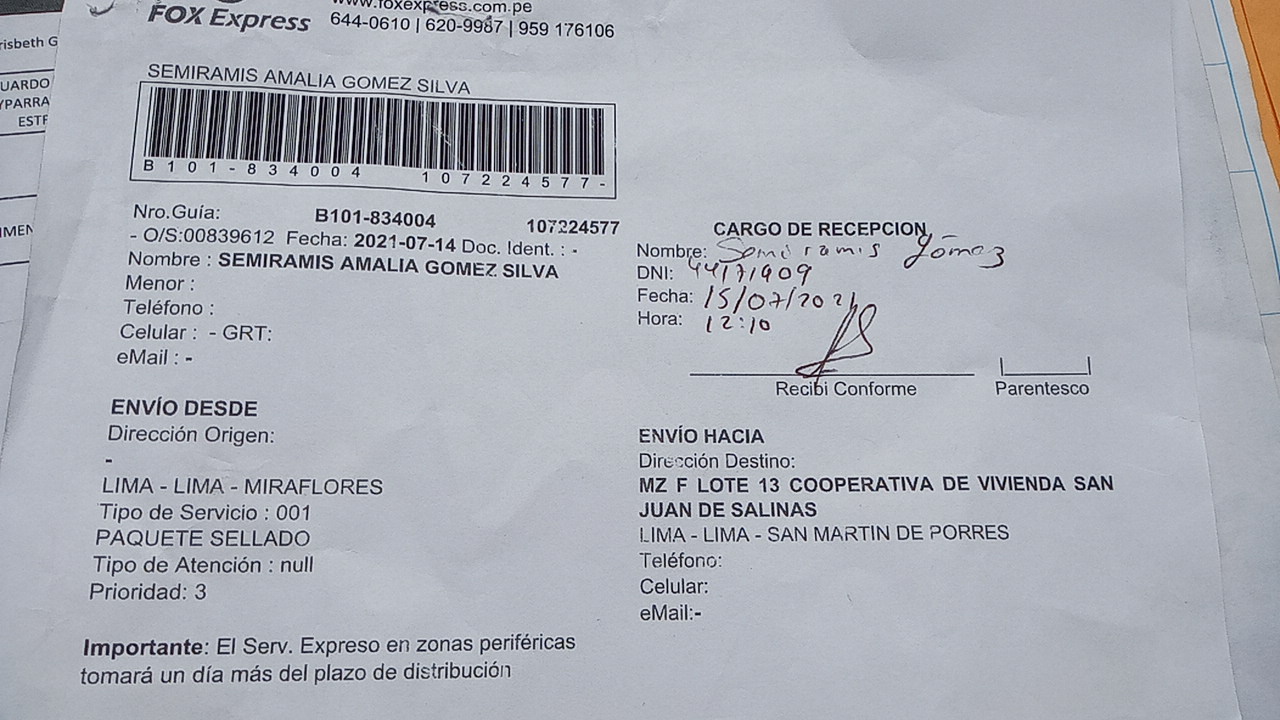 FOX Express
www.foxexpress.com.pe
644-0610 | 620-9987 | 959 176106
risbeth G
UARDO
YPARRA
ESTF
IMEN
SEMIRAMIS AMALIA GOMEZ SILVA
B101-834004 107224577-
Nro.Guía: B101-834004 107224577
- O/S:00839612 Fecha: 2021-07-14 Doc. Ident. : -
Nombre : SEMIRAMIS AMALIA GOMEZ SILVA
Menor :
Teléfono :
Celular : - GRT:
eMail : -
CARGO DE RECEPCION
Nombre: Semiramis Gómez
DNI: 44171909
Fecha: 15/07/2021
Hora: 12:10
Recibi Conforme
Parentesco
ENVÍO DESDE
Dirección Origen:
-
LIMA - LIMA - MIRAFLORES
Tipo de Servicio : 001
PAQUETE SELLADO
Tipo de Atención : null
Prioridad: 3
ENVÍO HACIA
Dirección Destino:
MZ F LOTE 13 COOPERATIVA DE VIVIENDA SAN
JUAN DE SALINAS
LIMA - LIMA - SAN MARTIN DE PORRES
Teléfono:
Celular:
eMail:-
Importante: El Serv. Expreso en zonas periféricas
tomará un día más del plazo de distribución